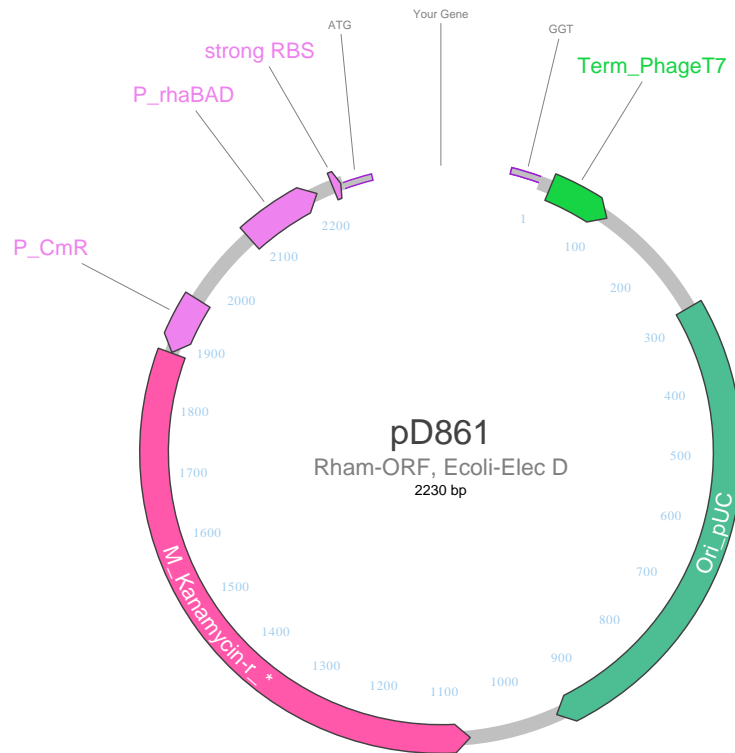 Your Gene
ATG
GGT
strong RBS
Term_PhageT7
P_rhaBAD
P_CmR
1
100
200
300
400
500
600
700
800
900
1000
1100
1200
1300
1400
1500
1600
1700
1800
1900
2000
2100
2200
pD861
Rham-ORF, Ecoli-Elec D
2230 bp
Ori_pUC
M_Kanamycin-r_*